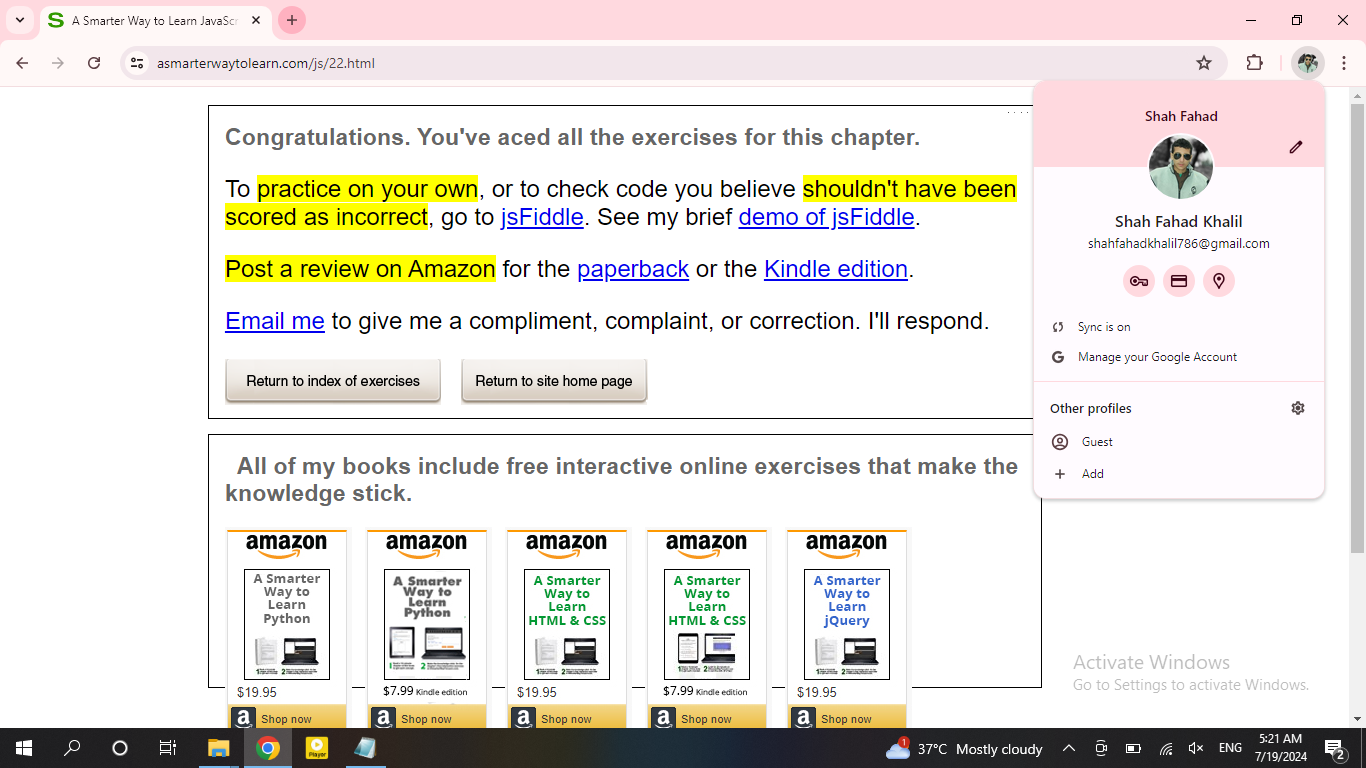 A Smarter Way to Learn JavaScr
asmarterwaytolearn.com/js/22.html
Congratulations. You've aced all the exercises for this chapter.
To practice on your own, or to check code you believe shouldn't have been
scored as incorrect, go to jsFiddle. See my brief demo of jsFiddle.
Post a review on Amazon for the paperback or the Kindle edition.
Email me to give me a compliment, complaint, or correction. I'll respond.
Return to index of exercises Return to site home page
Shah Fahad
Shah Fahad Khalil
shahfahadkhalil786@gmail.com
Sync is on
Manage your Google Account
Other profiles
Guest
Add
All of my books include free interactive online exercises that make the
knowledge stick.
amazon amazon amazon amazon amazon
A Smarter A Smarter A Smarter A Smarter A Smarter
Way to Way to Way to Way to Way to
Learn Learn Learn Learn Learn
Python Python HTML & CSS HTML & CSS jQuery
$19.95 $7.99 Kindle edition $19.95 $7.99 Kindle edition $19.95
Shop now Shop now Shop now Shop now Shop now
Activate Windows
Go to Settings to activate Windows.
Player
1
37°C Mostly cloudy
ENG
5:21 AM
7/19/2024
2